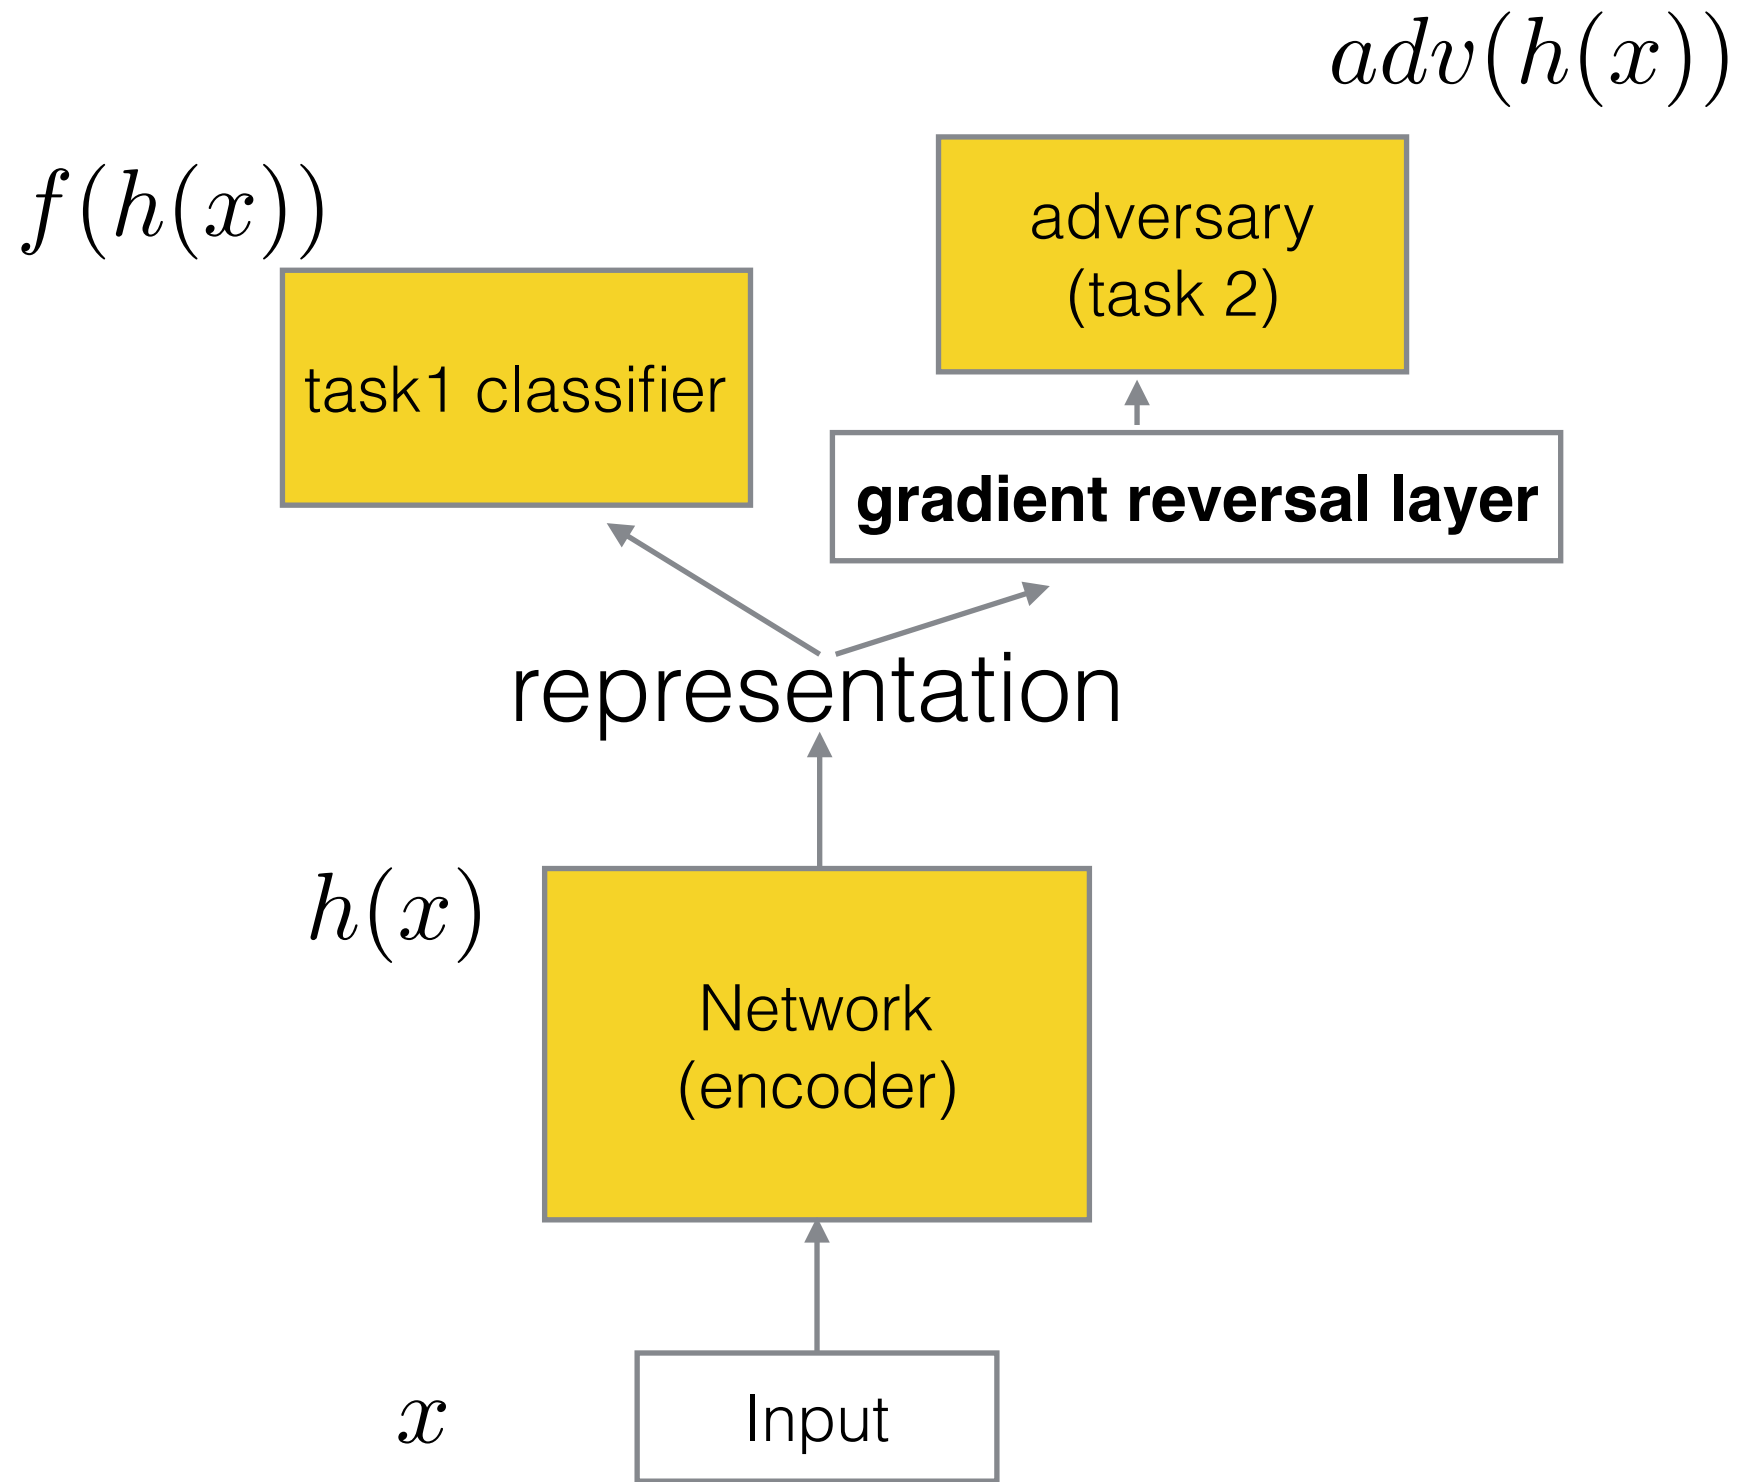 adv(h(x))
f(h(x))
adversary
(task 2)
task1 classifier
gradient reversal layer
representation
h(x)
Network
(encoder)
x
Input